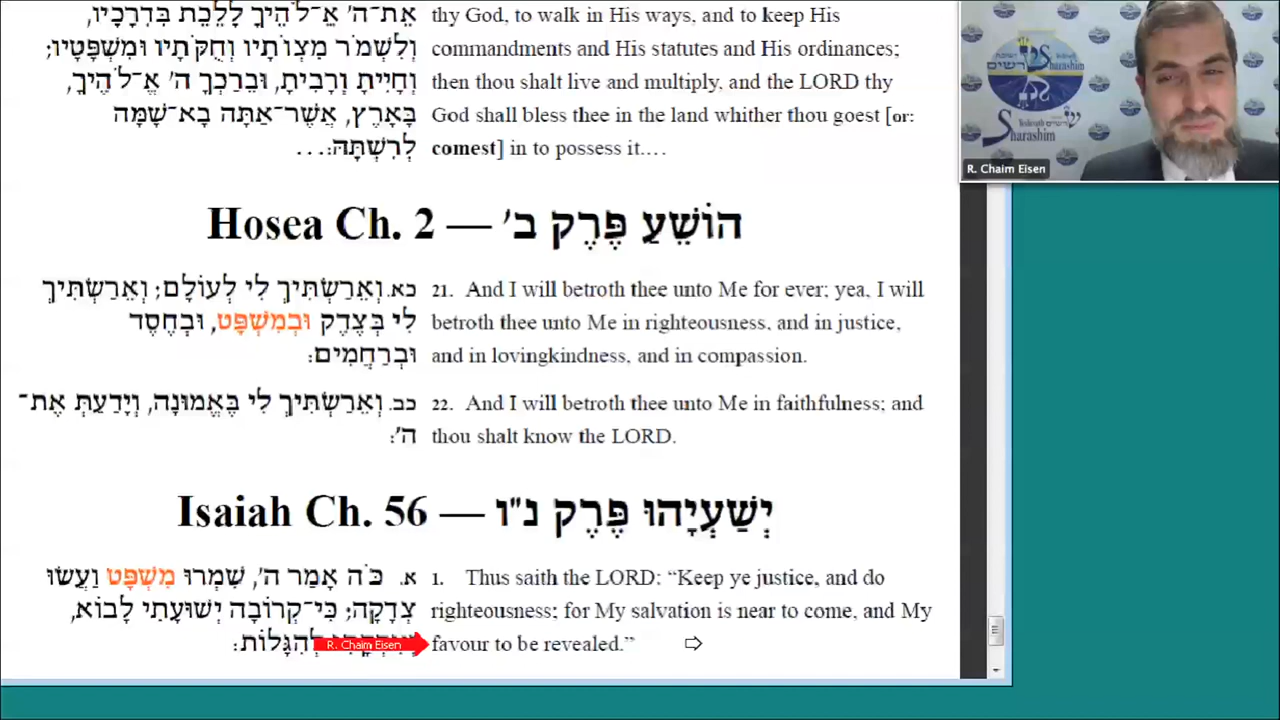 אֶת־ה' אֱ־לֹהֶיךָ לָלֶכֶת בִּדְרָכָיו,
וְלִשְׁמֹר מִצְוֹתָיו וְחֻקֹּתָיו וּמִשְׁפָּטָיו;
וְחָיִיתָ וְרָבִיתָ, וּבֵרַכְךָ ה' אֱ־לֹהֶיךָ,
בָּאָרֶץ, אֲשֶׁר־אַתָּה בָא־שָׁמָּה
לְרִשְׁתָּהּ:...
thy God, to walk in His ways, and to keep His
commandments and His statutes and His ordinances;
then thou shalt live and multiply, and the LORD thy
God shall bless thee in the land whither thou goest [or:
comest] in to possess it.…
Hosea Ch. 2 — הוֹשֵׁעַ פֶּרֶק ב'
כא. וְאֵרַשְׂתִּיךְ לִי לְעוֹלָם; וְאֵרַשְׂתִּיךְ
לִי בְּצֶדֶק וּבְמִשְׁפָּט, וּבְחֶסֶד
וּבְרַחֲמִים:
21. And I will betroth thee unto Me for ever; yea, I will
betroth thee unto Me in righteousness, and in justice,
and in lovingkindness, and in compassion.
כב. וְאֵרַשְׂתִּיךְ לִי בֶּאֱמוּנָה, וְיָדַעַתְּ אֶת־
ה':
22. And I will betroth thee unto Me in faithfulness; and
thou shalt know the LORD.
Isaiah Ch. 56 — יְשַׁעְיָהוּ פֶּרֶק נ"ו
א. כֹּה אָמַר ה', שִׁמְרוּ מִשְׁפָּט וַעֲשׂוּ
צְדָקָה; כִּי־קְרוֹבָה יְשׁוּעָתִי לָבוֹא,
לְהִגָּלוֹת:
1. Thus saith the LORD: “Keep ye justice, and do
righteousness; for My salvation is near to come, and My
favour to be revealed.”
R. Chaim Eisen
Sharashim
שרשים
Yeshivath
Sharashim
R. Chaim Eisen